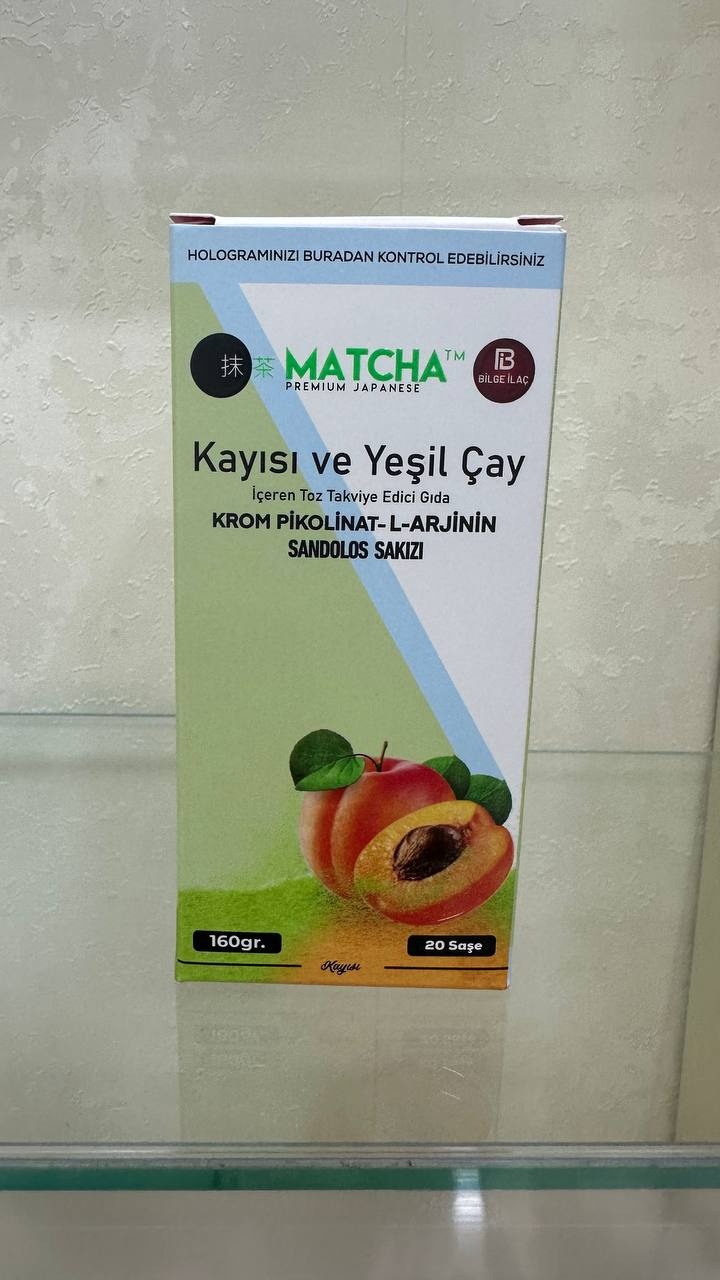 HOLOGRAMINIZI BURADAN KONTROL EDEBİLİRSİNİZ
抹茶 MATCHA™
PREMIUM JAPANESE
BİLGE İLAÇ
Kayısı ve Yeşil Çay
İçeren Toz Takviye Edici Gıda
KROM PİKOLİNAT-L-ARJİNİN
SANDOLOS SAKIZI
160gr.
20 Saşe
Kayısı